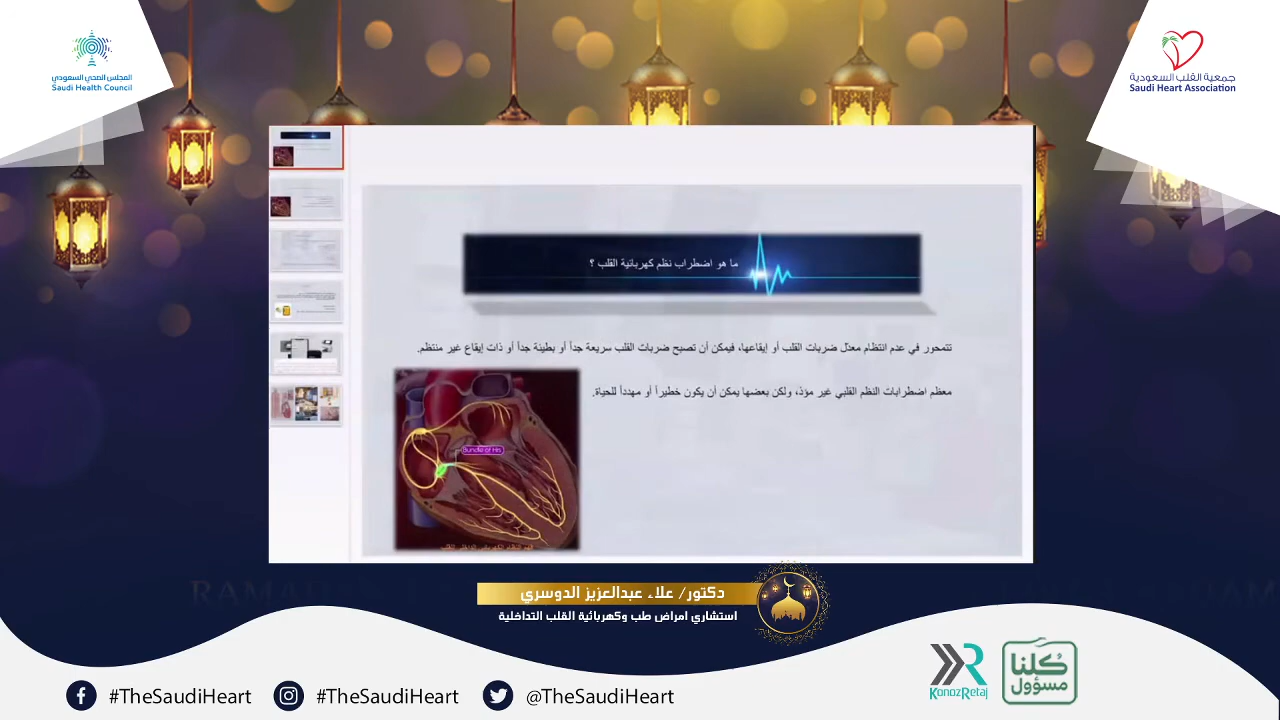 المجلس الصحي السعودي
Saudi Health Council
جمعية القلب السعودية
Saudi Heart Association
ما هو اضطراب نظم كهربائية القلب ؟
تتمحور في عدم انتظام معدّل ضربات القلب أو إيقاعها، فيمكن أن تصبح ضربات القلب سريعة جداً أو بطيئة جداً أو ذات إيقاع غير منتظم.
معظم اضطرابات النظم القلبي غير مؤذ، ولكن بعضها يمكن أن يكون خطيراً أو مهدداً للحياة.
Bundle of His
دكتور/ علاء عبدالعزيز الدوسري
استشاري امراض طب وكهربائية القلب التداخلية
#TheSaudiHeart
#TheSaudiHeart
@TheSaudiHeart
KonozRetaj
كلنا
مسؤول